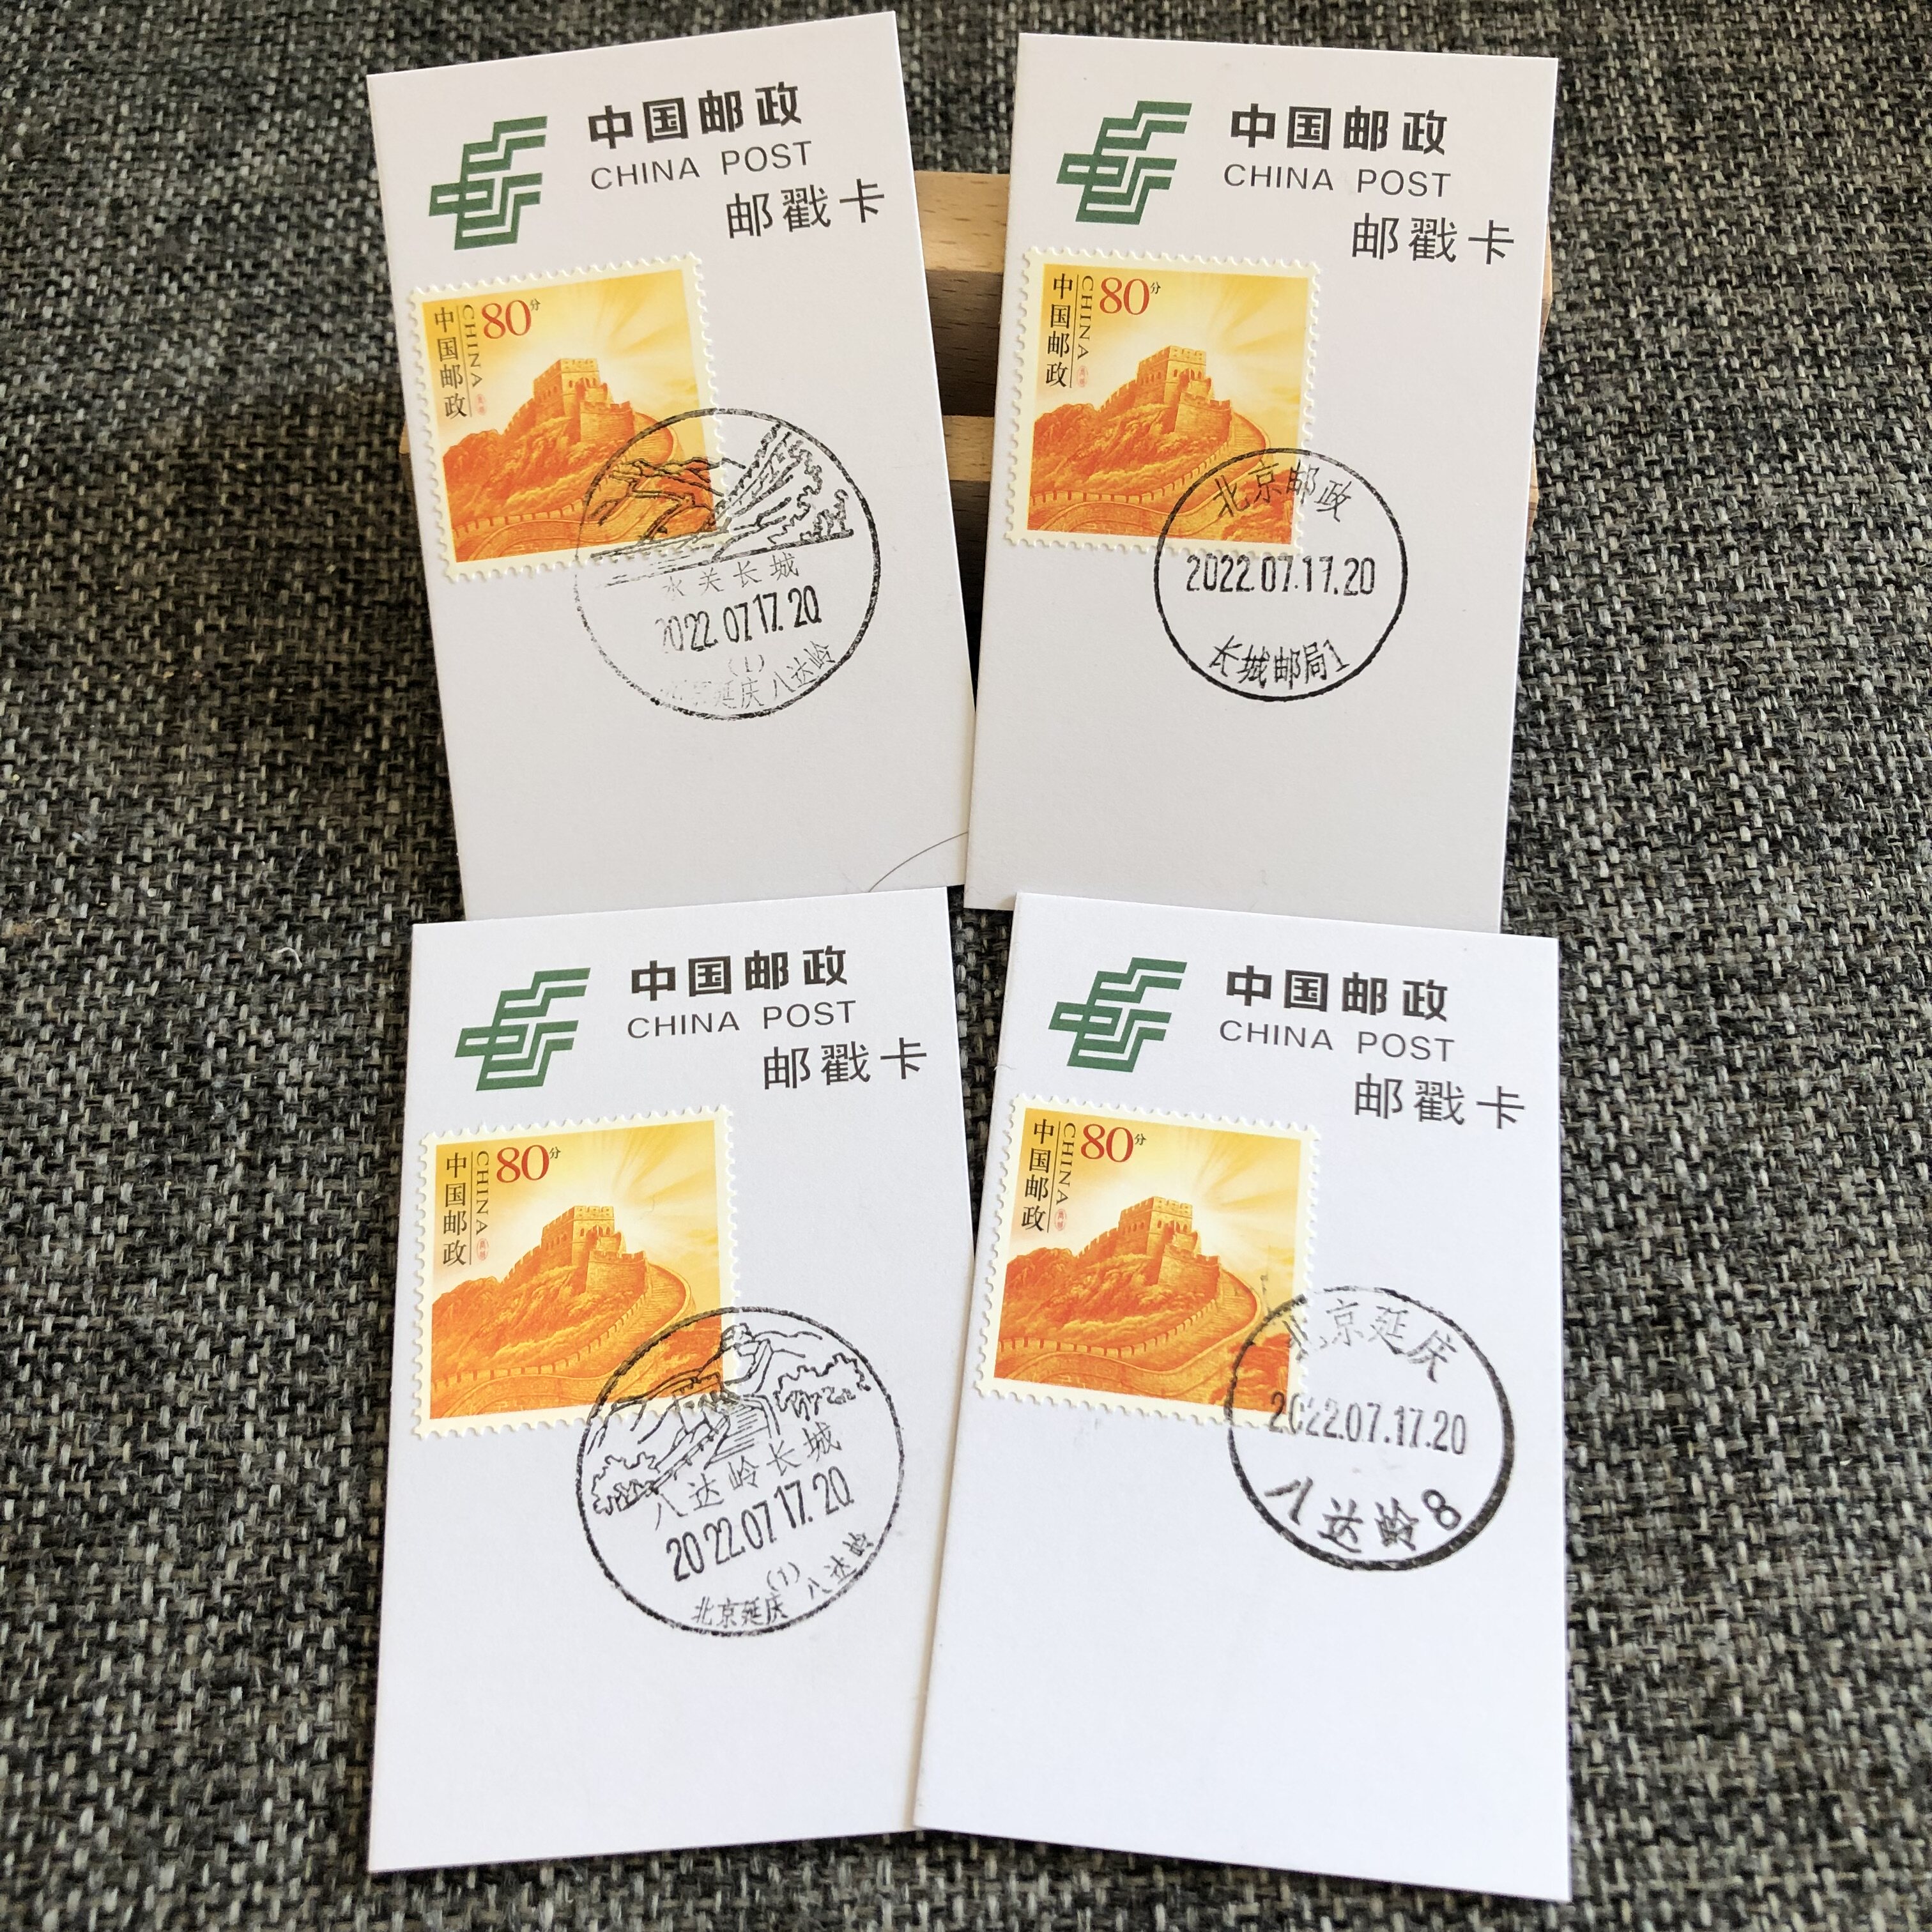 中国邮政
CHINA POST
邮戳卡
中国邮政
CHINA
80分
水关长城
2022.07.17.20
(1)
北京延庆 八达岭
中国邮政
CHINA POST
邮戳卡
中国邮政
CHINA
80分
北京邮政
2022.07.17.20
长城邮局1
中国邮政
CHINA POST
邮戳卡
中国邮政
CHINA
80分
八达岭长城
2022.07.17.20
(1)
北京延庆 八达岭
中国邮政
CHINA POST
邮戳卡
中国邮政
CHINA
80分
北京延庆
2022.07.17.20
八达岭8